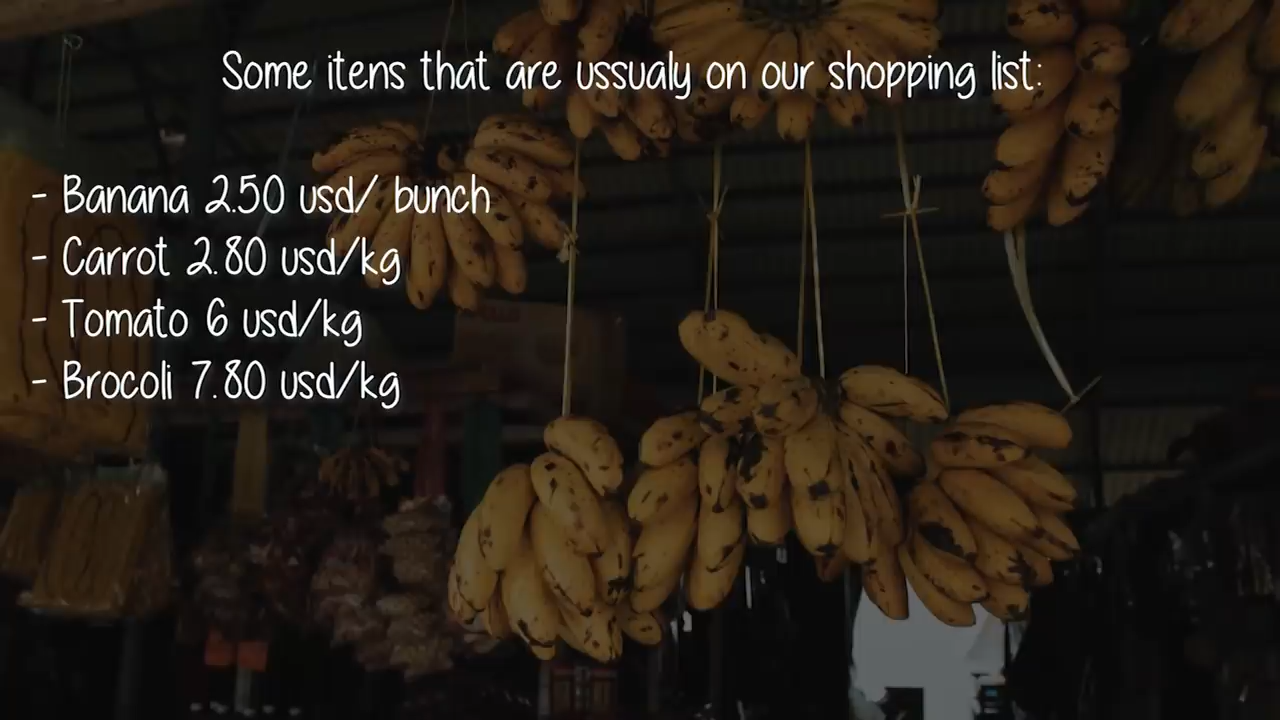 Some itens that are ussualy on our shopping list:
- Banana 2.50 usd/ bunch
- Carrot 2.80 usd/kg
- Tomato 6 usd/kg
- Brocoli 7.80 usd/kg